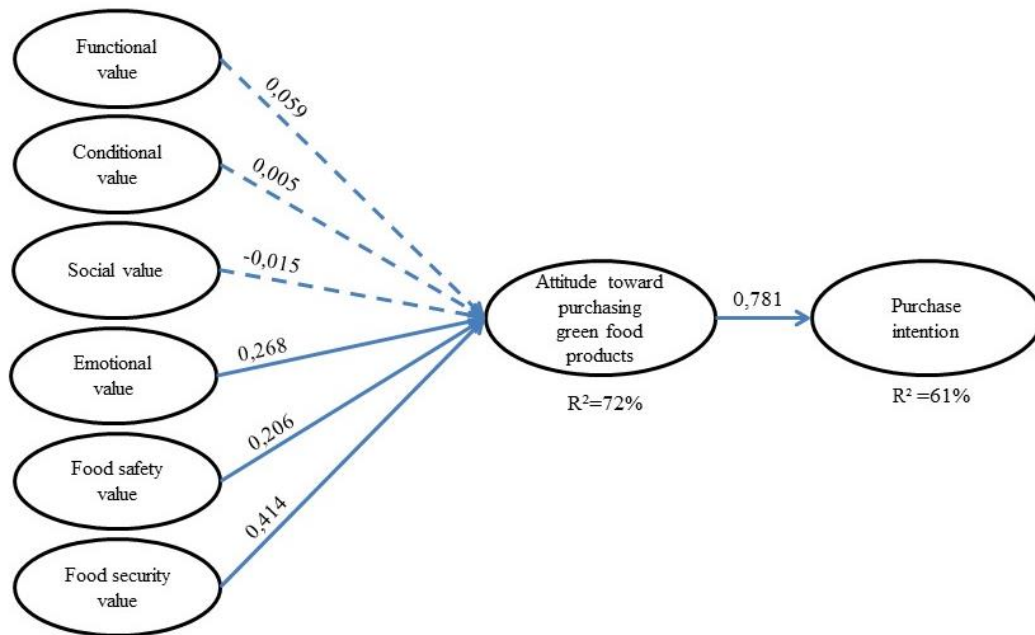 Functional
value
0,059
Conditional
value
0,005
Social value
-0,015
Emotional
value
0,268
Food safety
value
0,206
Food security
value
0,414
Attitude toward
purchasing
green food
products
R²=72%
0,781
Purchase
intention
R² =61%